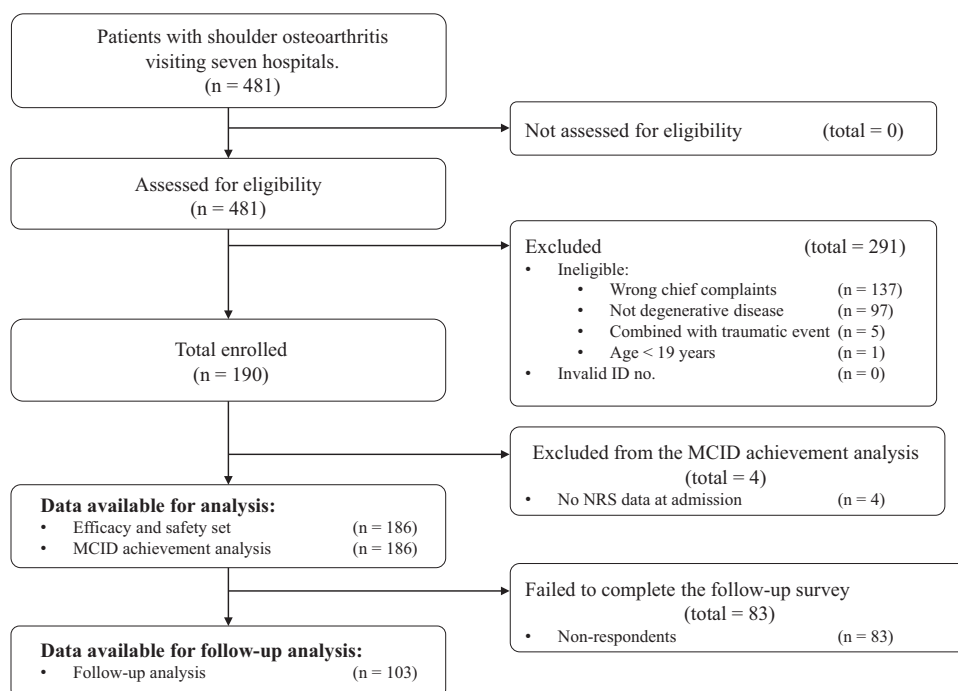 Patients with shoulder osteoarthritis
visiting seven hospitals.
(n = 481)
Not assessed for eligibility (total = 0)
Assessed for eligibility
(n = 481)
Excluded (total = 291)
• Ineligible:
• Wrong chief complaints (n = 137)
• Not degenerative disease (n = 97)
• Combined with traumatic event (n = 5)
• Age < 19 years (n = 1)
• Invalid ID no. (n = 0)
Total enrolled
(n = 190)
Excluded from the MCID achievement analysis
(total = 4)
• No NRS data at admission (n = 4)
Data available for analysis:
• Efficacy and safety set (n = 186)
• MCID achievement analysis (n = 186)
Failed to complete the follow-up survey
(total = 83)
• Non-respondents (n = 83)
Data available for follow-up analysis:
• Follow-up analysis (n = 103)